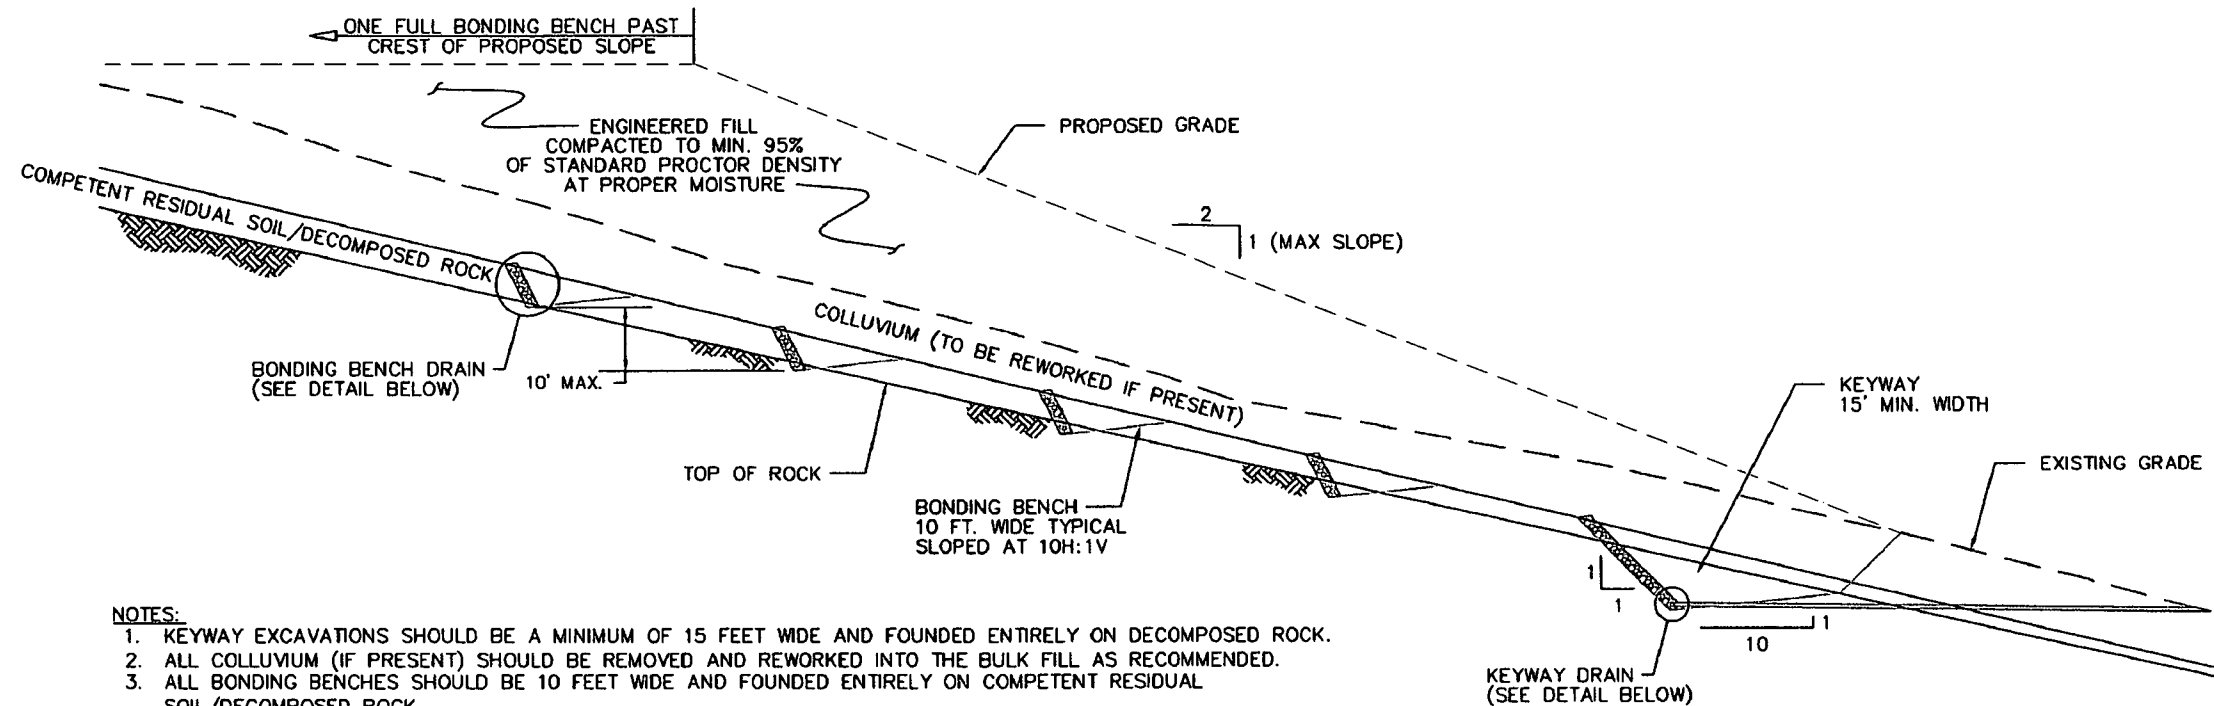 ONE FULL BONDING BENCH PAST
CREST OF PROPOSED SLOPE
ENGINEERED FILL
COMPACTED TO MIN. 95%
OF STANDARD PROCTOR DENSITY
AT PROPER MOISTURE
PROPOSED GRADE
2
1 (MAX SLOPE)
COMPETENT RESIDUAL SOIL/DECOMPOSED ROCK
COLLUVIUM (TO BE REWORKED IF PRESENT)
BONDING BENCH DRAIN
(SEE DETAIL BELOW)
10' MAX.
KEYWAY
15' MIN. WIDTH
TOP OF ROCK
EXISTING GRADE
BONDING BENCH
10 FT. WIDE TYPICAL
SLOPED AT 10H:1V
1
1
1
10
KEYWAY DRAIN
(SEE DETAIL BELOW)
NOTES:
1. KEYWAY EXCAVATIONS SHOULD BE A MINIMUM OF 15 FEET WIDE AND FOUNDED ENTIRELY ON DECOMPOSED ROCK.
2. ALL COLLUVIUM (IF PRESENT) SHOULD BE REMOVED AND REWORKED INTO THE BULK FILL AS RECOMMENDED.
3. ALL BONDING BENCHES SHOULD BE 10 FEET WIDE AND FOUNDED ENTIRELY ON COMPETENT RESIDUAL
SOIL/DECOMPOSED ROCK